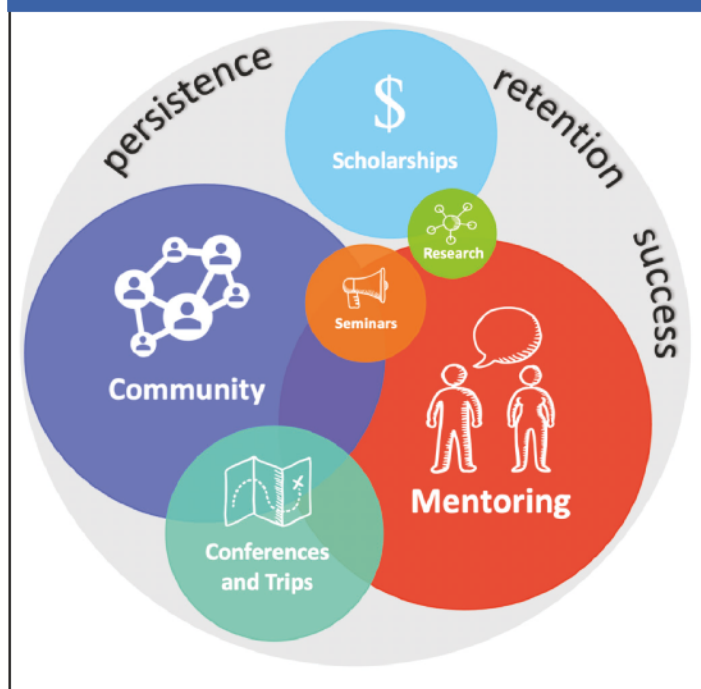 persistence
retention
success
$
Scholarships
Research
Seminars
Community
Mentoring
Conferences
and Trips